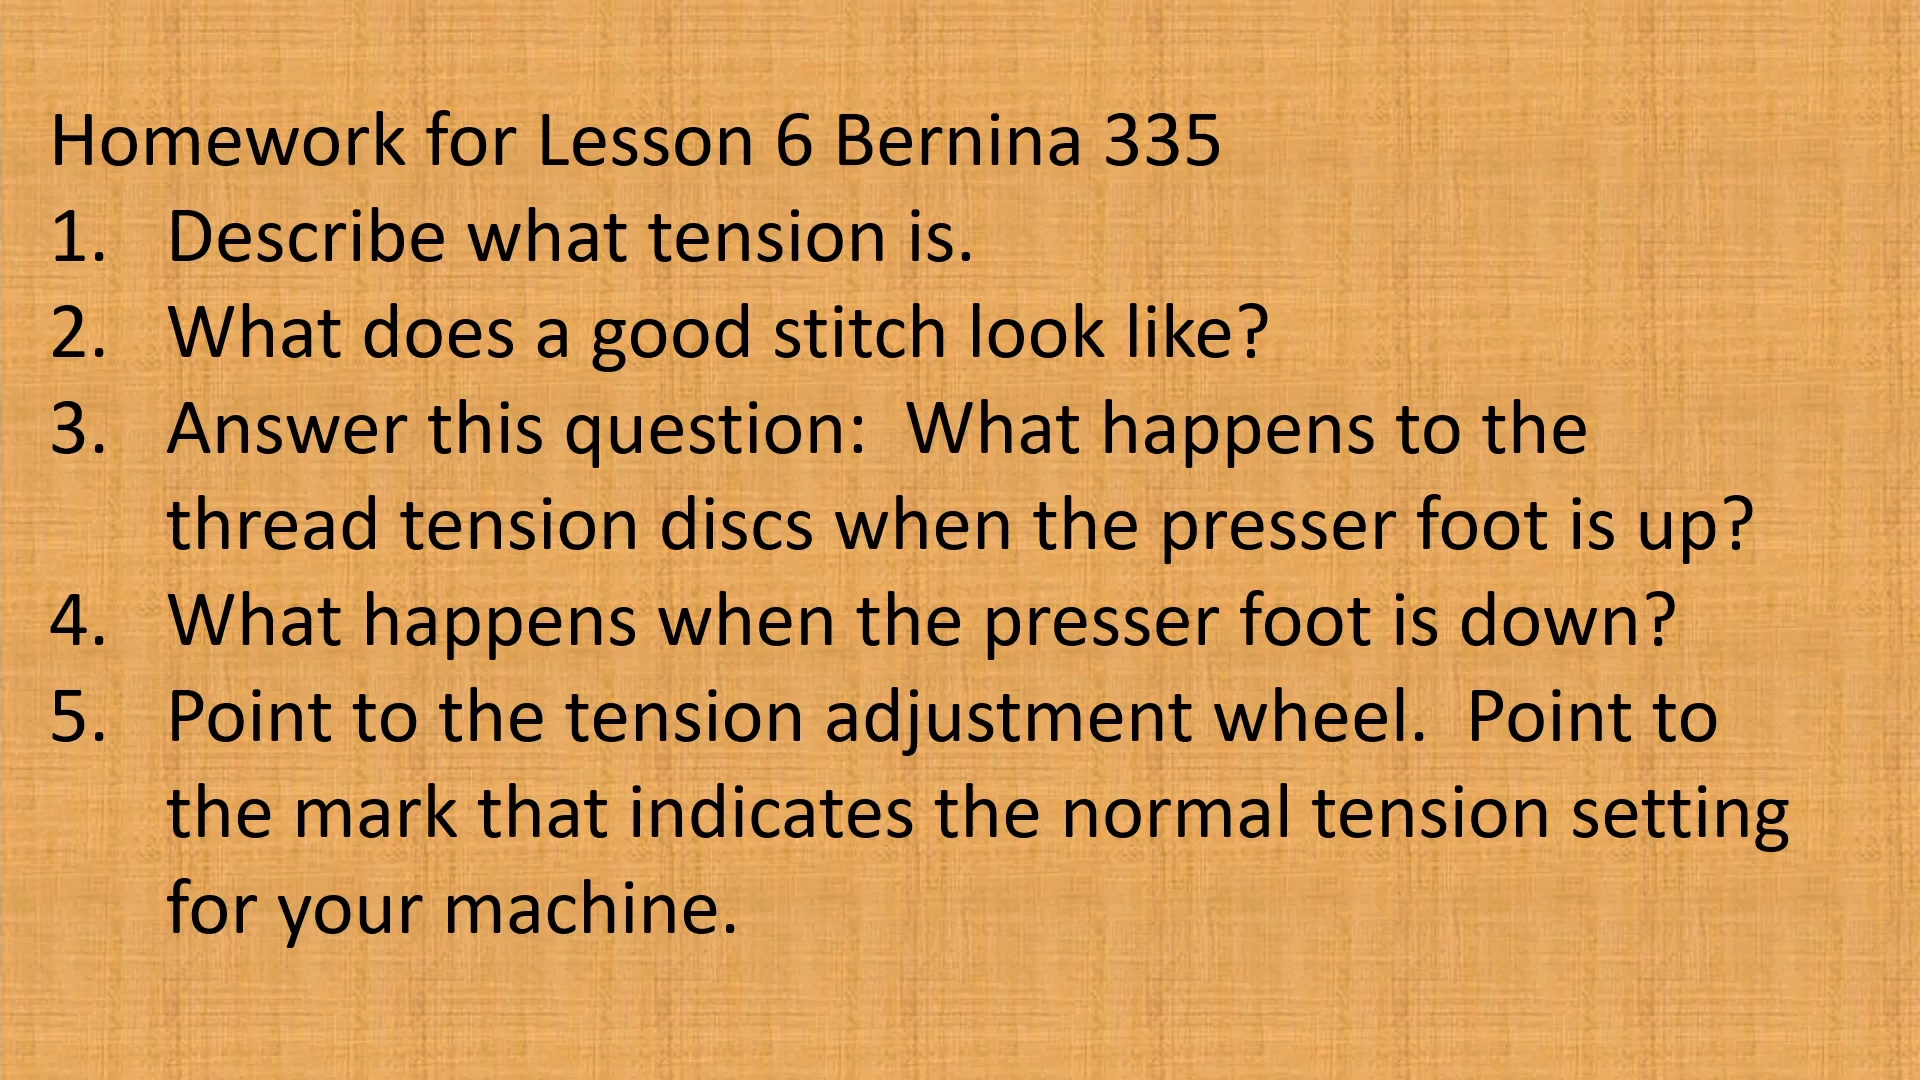 Homework for Lesson 6 Bernina 335
1. Describe what tension is.
2. What does a good stitch look like?
3. Answer this question:  What happens to the
thread tension discs when the presser foot is up?
4. What happens when the presser foot is down?
5. Point to the tension adjustment wheel.  Point to
the mark that indicates the normal tension setting
for your machine.